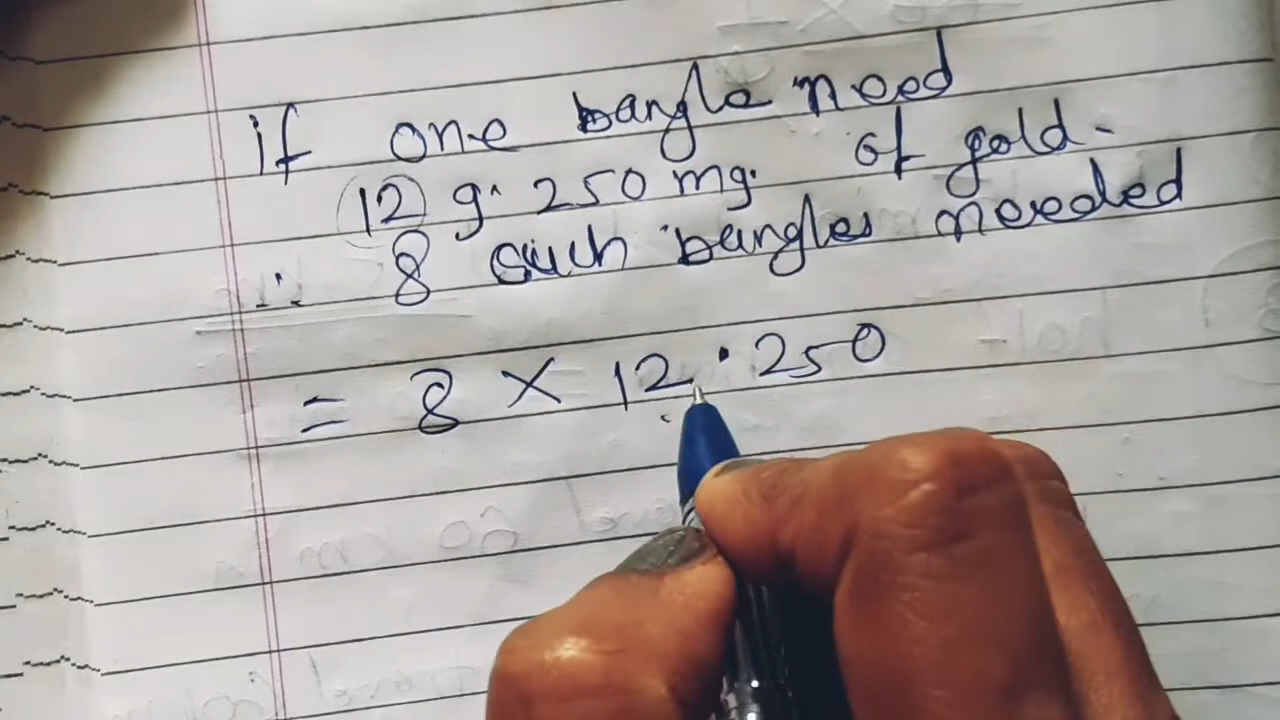 if one bangle need
12 g. 250 mg. of gold.
∴ 8 such bangles needed
= 8 × 12.250